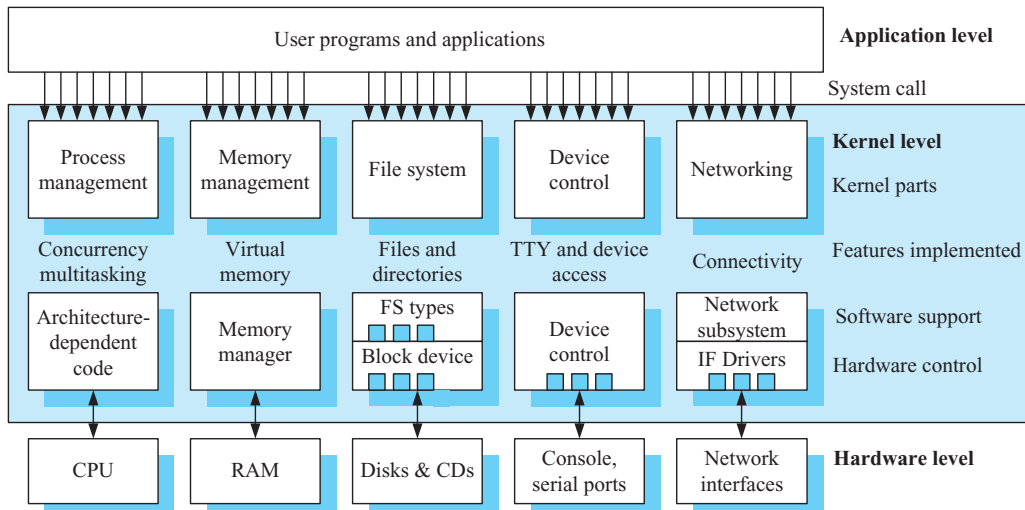 User programs and applications
Application level
System call
Kernel level
Process
management
Memory
management
File system
Device
control
Networking
Kernel parts
Concurrency
multitasking
Virtual
memory
Files and
directories
TTY and device
access
Connectivity
Features implemented
Architecture-
dependent
code
Memory
manager
FS types
Block device
Device
control
Network
subsystem
IF Drivers
Software support
Hardware control
CPU
RAM
Disks & CDs
Console,
serial ports
Network
interfaces
Hardware level